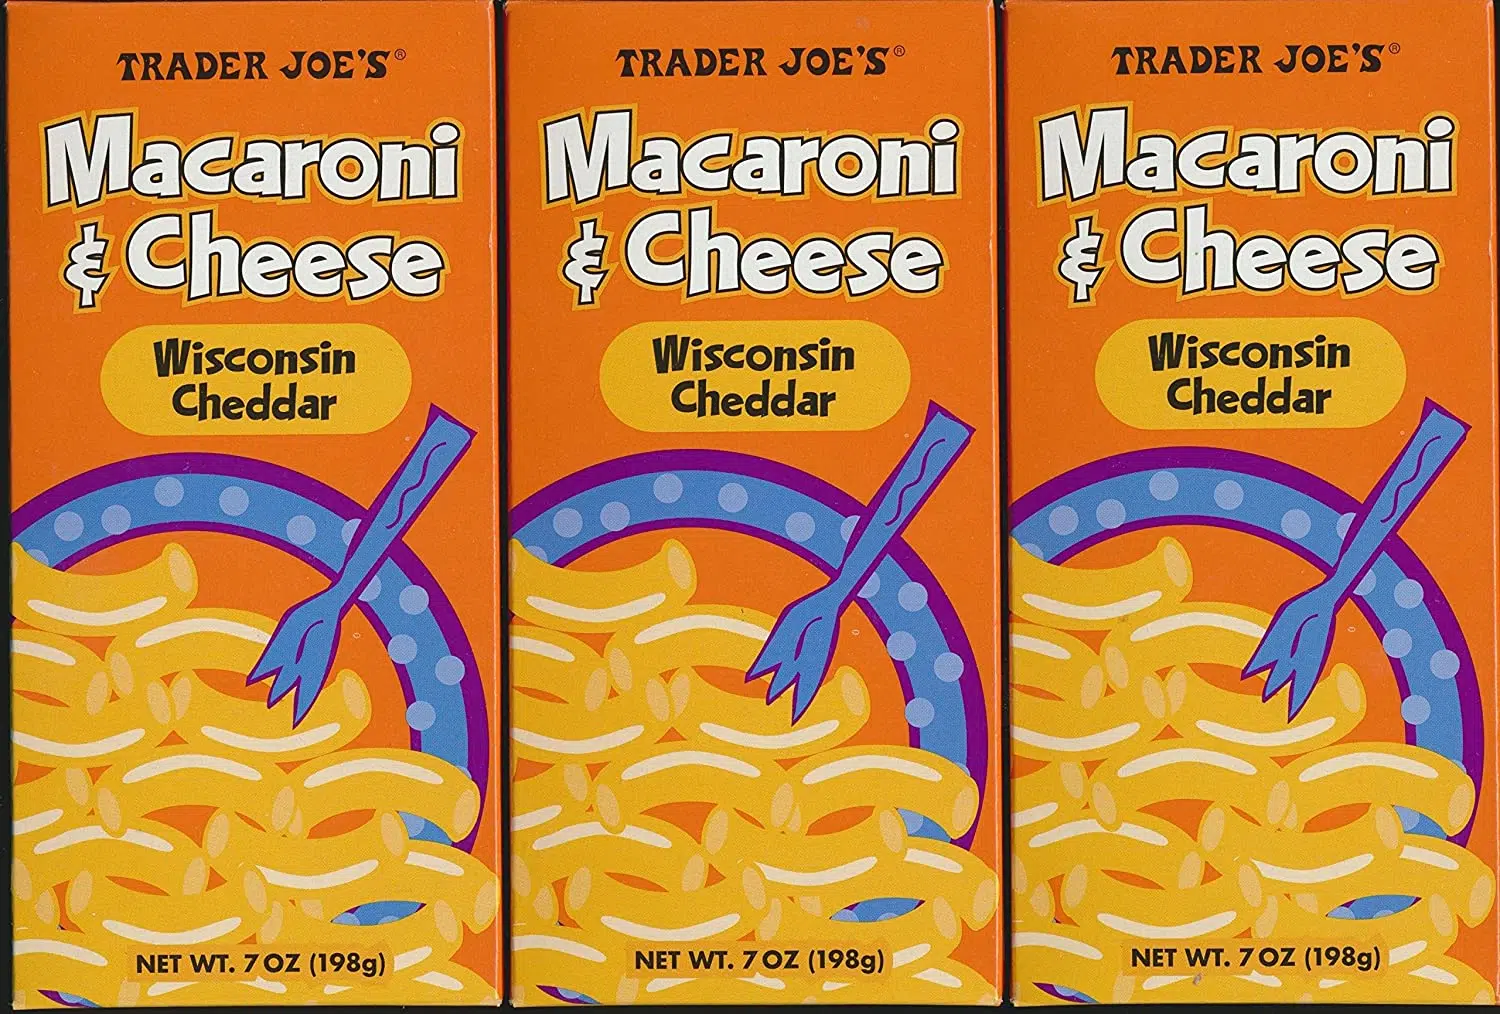 TRADER JOE'S®
Macaroni
& Cheese
Wisconsin
Cheddar
NET WT. 7 OZ (198g)
TRADER JOE'S®
Macaroni
& Cheese
Wisconsin
Cheddar
NET WT. 7 OZ (198g)
TRADER JOE'S®
Macaroni
& Cheese
Wisconsin
Cheddar
NET WT. 7 OZ (198g)